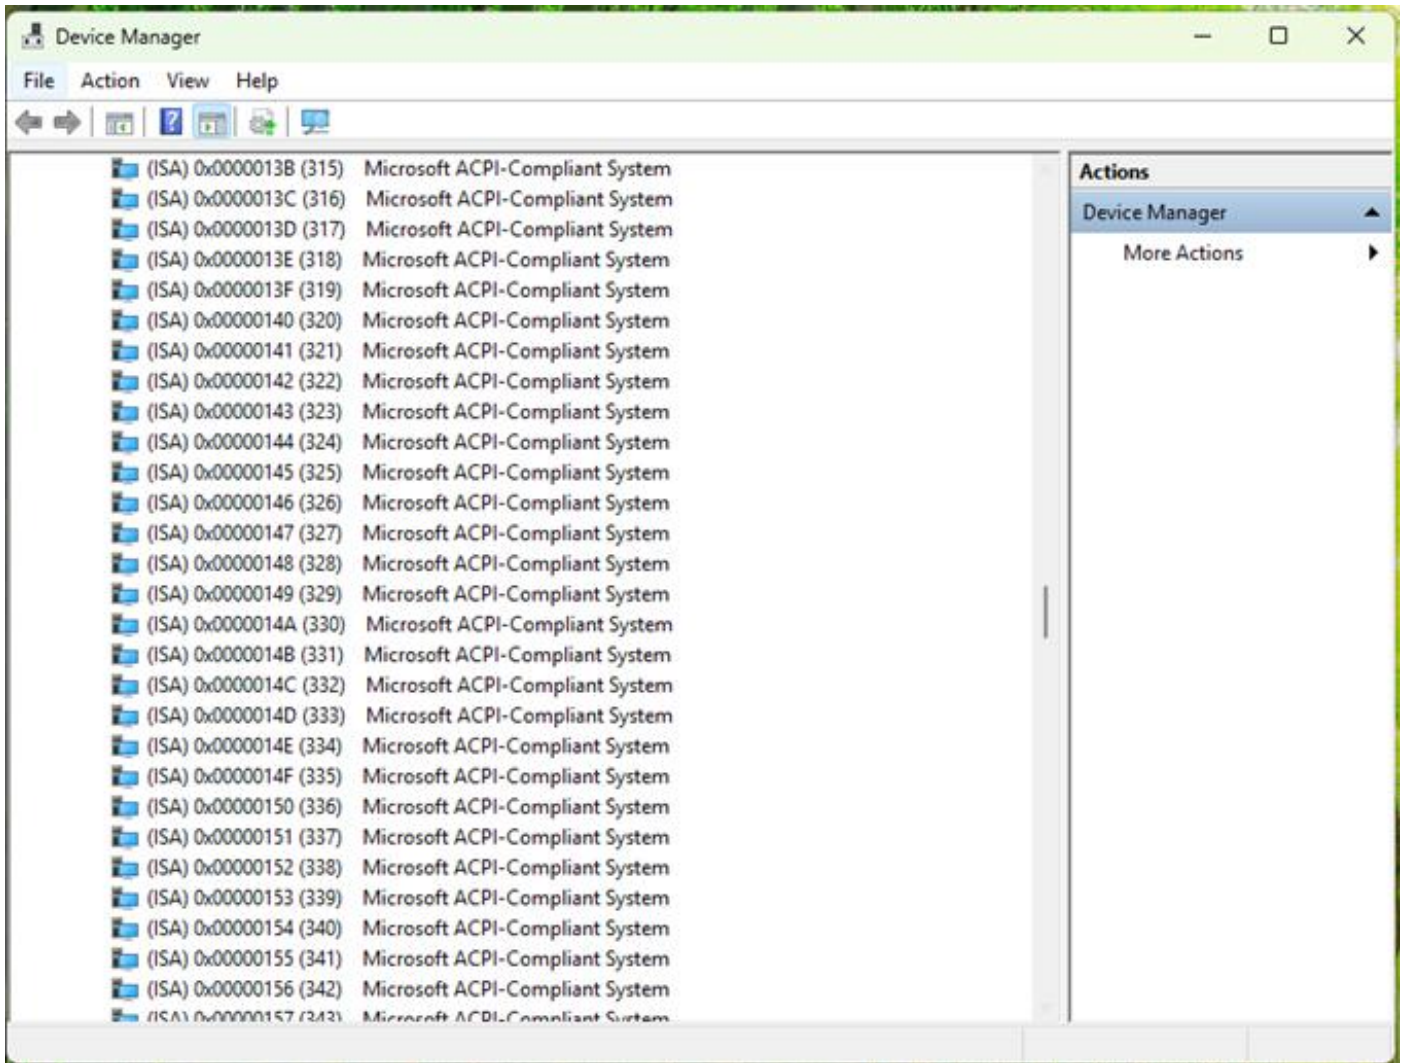 Device Manager
File Action View Help
(ISA) 0x0000013B (315) Microsoft ACPI-Compliant System
(ISA) 0x0000013C (316) Microsoft ACPI-Compliant System
(ISA) 0x0000013D (317) Microsoft ACPI-Compliant System
(ISA) 0x0000013E (318) Microsoft ACPI-Compliant System
(ISA) 0x0000013F (319) Microsoft ACPI-Compliant System
(ISA) 0x00000140 (320) Microsoft ACPI-Compliant System
(ISA) 0x00000141 (321) Microsoft ACPI-Compliant System
(ISA) 0x00000142 (322) Microsoft ACPI-Compliant System
(ISA) 0x00000143 (323) Microsoft ACPI-Compliant System
(ISA) 0x00000144 (324) Microsoft ACPI-Compliant System
(ISA) 0x00000145 (325) Microsoft ACPI-Compliant System
(ISA) 0x00000146 (326) Microsoft ACPI-Compliant System
(ISA) 0x00000147 (327) Microsoft ACPI-Compliant System
(ISA) 0x00000148 (328) Microsoft ACPI-Compliant System
(ISA) 0x00000149 (329) Microsoft ACPI-Compliant System
(ISA) 0x0000014A (330) Microsoft ACPI-Compliant System
(ISA) 0x0000014B (331) Microsoft ACPI-Compliant System
(ISA) 0x0000014C (332) Microsoft ACPI-Compliant System
(ISA) 0x0000014D (333) Microsoft ACPI-Compliant System
(ISA) 0x0000014E (334) Microsoft ACPI-Compliant System
(ISA) 0x0000014F (335) Microsoft ACPI-Compliant System
(ISA) 0x00000150 (336) Microsoft ACPI-Compliant System
(ISA) 0x00000151 (337) Microsoft ACPI-Compliant System
(ISA) 0x00000152 (338) Microsoft ACPI-Compliant System
(ISA) 0x00000153 (339) Microsoft ACPI-Compliant System
(ISA) 0x00000154 (340) Microsoft ACPI-Compliant System
(ISA) 0x00000155 (341) Microsoft ACPI-Compliant System
(ISA) 0x00000156 (342) Microsoft ACPI-Compliant System
(ISA) 0x00000157 (343) Microsoft ACPI-Compliant System
Actions
Device Manager
More Actions